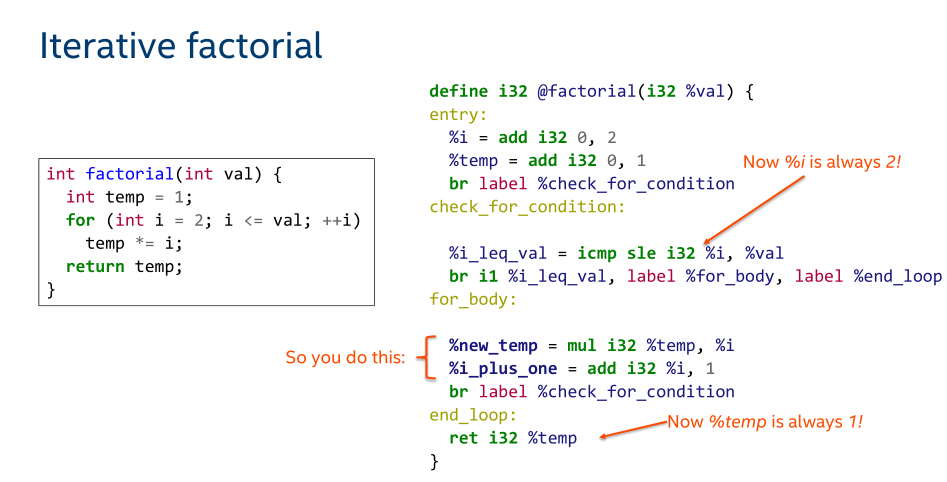 Iterative factorial
int factorial(int val) {
  int temp = 1;
  for (int i = 2; i <= val; ++i)
    temp *= i;
  return temp;
}
define i32 @factorial(i32 %val) {
entry:
  %i = add i32 0, 2
  %temp = add i32 0, 1
  br label %check_for_condition
check_for_condition:
  %i_leq_val = icmp sle i32 %i, %val
  br i1 %i_leq_val, label %for_body, label %end_loop
for_body:
  %new_temp = mul i32 %temp, %i
  %i_plus_one = add i32 %i, 1
  br label %check_for_condition
end_loop:
  ret i32 %temp
}
Now %i is always 2!
So you do this:
Now %temp is always 1!